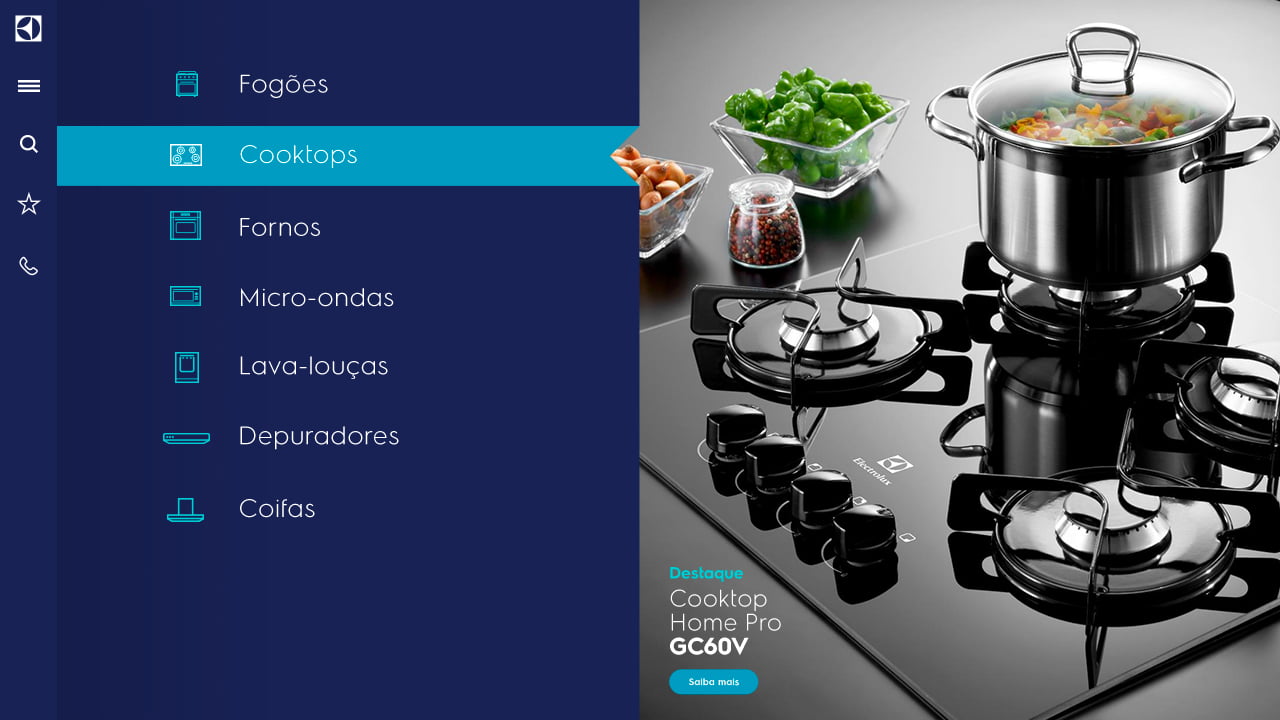 Fogões
Cooktops
Fornos
Micro-ondas
Lava-louças
Depuradores
Coifas
Electrolux
Destaque
Cooktop
Home Pro
GC60V
Saiba mais